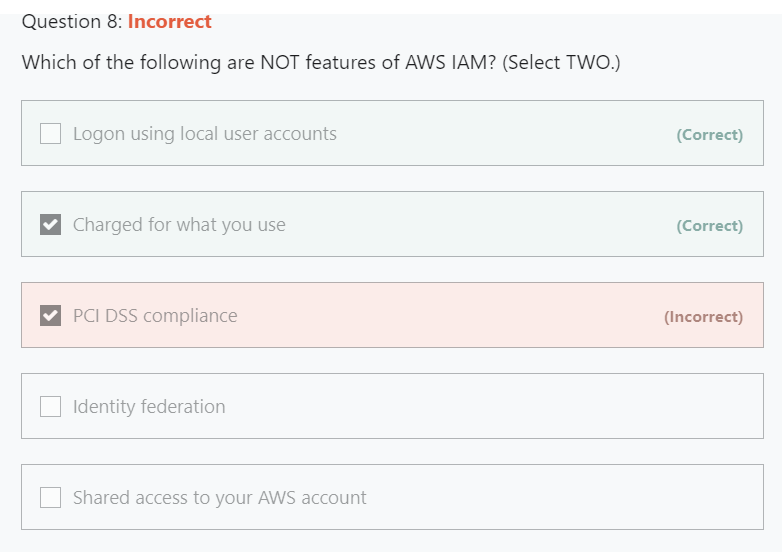 Question 8: Incorrect
Which of the following are NOT features of AWS IAM? (Select TWO.)
Logon using local user accounts (Correct)
Charged for what you use (Correct)
PCI DSS compliance (Incorrect)
Identity federation
Shared access to your AWS account